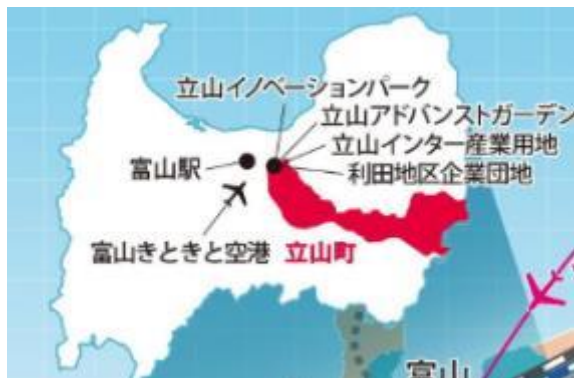 立山イノベーションパーク
立山アドバンストガーデン
立山インター産業用地
富山駅
利田地区企業団地
富山きときと空港
立山町
富山